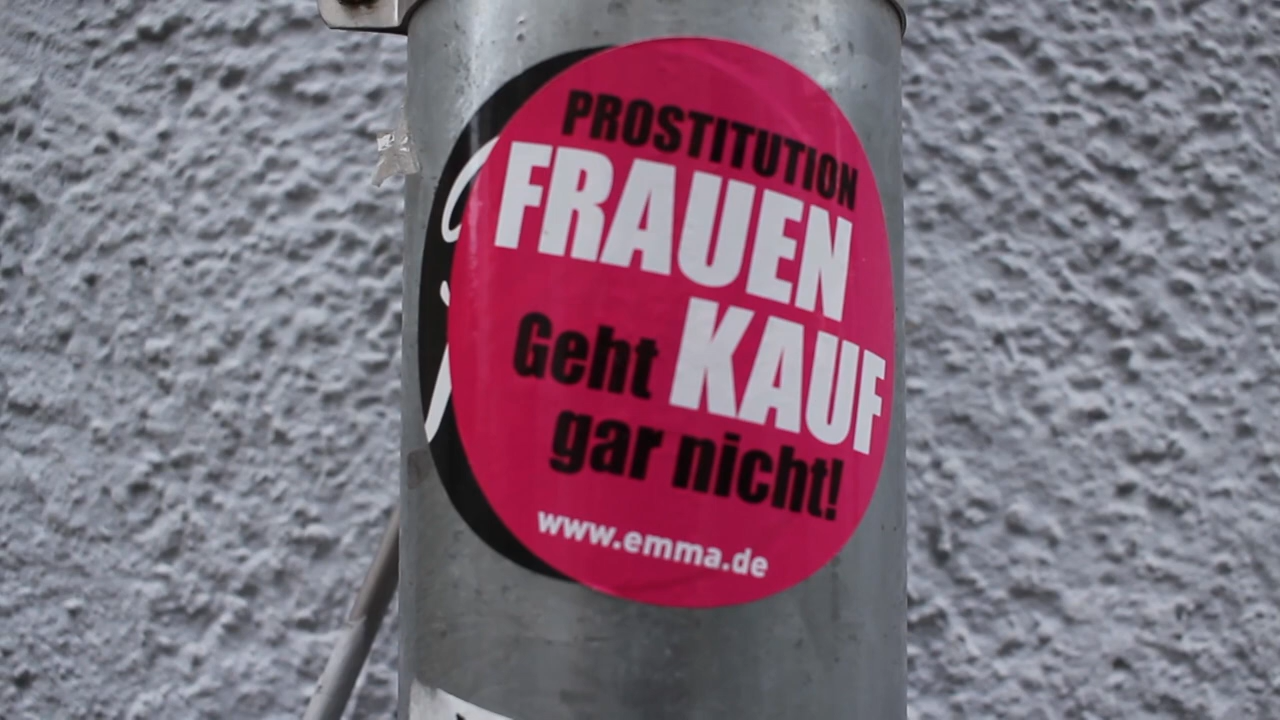 PROSTITUTION
FRAUEN
Geht KAUF
gar nicht!
www.emma.de